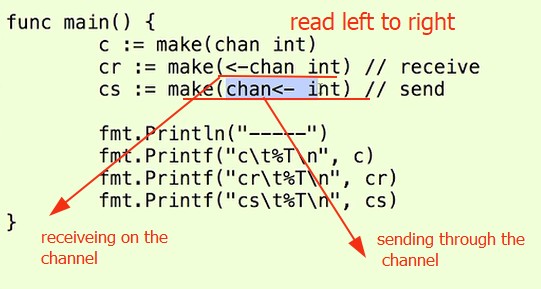 func main() {
read left to right
c := make(chan int)
cr := make(<-chan int) // receive
cs := make(chan<- int) // send
fmt.Println("-----")
fmt.Printf("c\t%T\n", c)
fmt.Printf("cr\t%T\n", cr)
fmt.Printf("cs\t%T\n", cs)
}
receiveing on the
channel
sending through the
channel